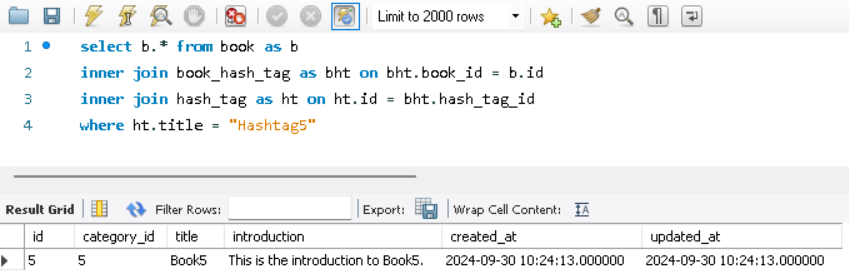 Limit to 2000 rows
1 select b.* from book as b
2 inner join book_hash_tag as bht on bht.book_id = b.id
3 inner join hash_tag as ht on ht.id = bht.hash_tag_id
4 where ht.title = "Hashtag5"
Result Grid Filter Rows: Export: Wrap Cell Content: IA
id category_id title introduction created_at updated_at
5 5 Book5 This is the introduction to Book5. 2024-09-30 10:24:13.000000 2024-09-30 10:24:13.000000